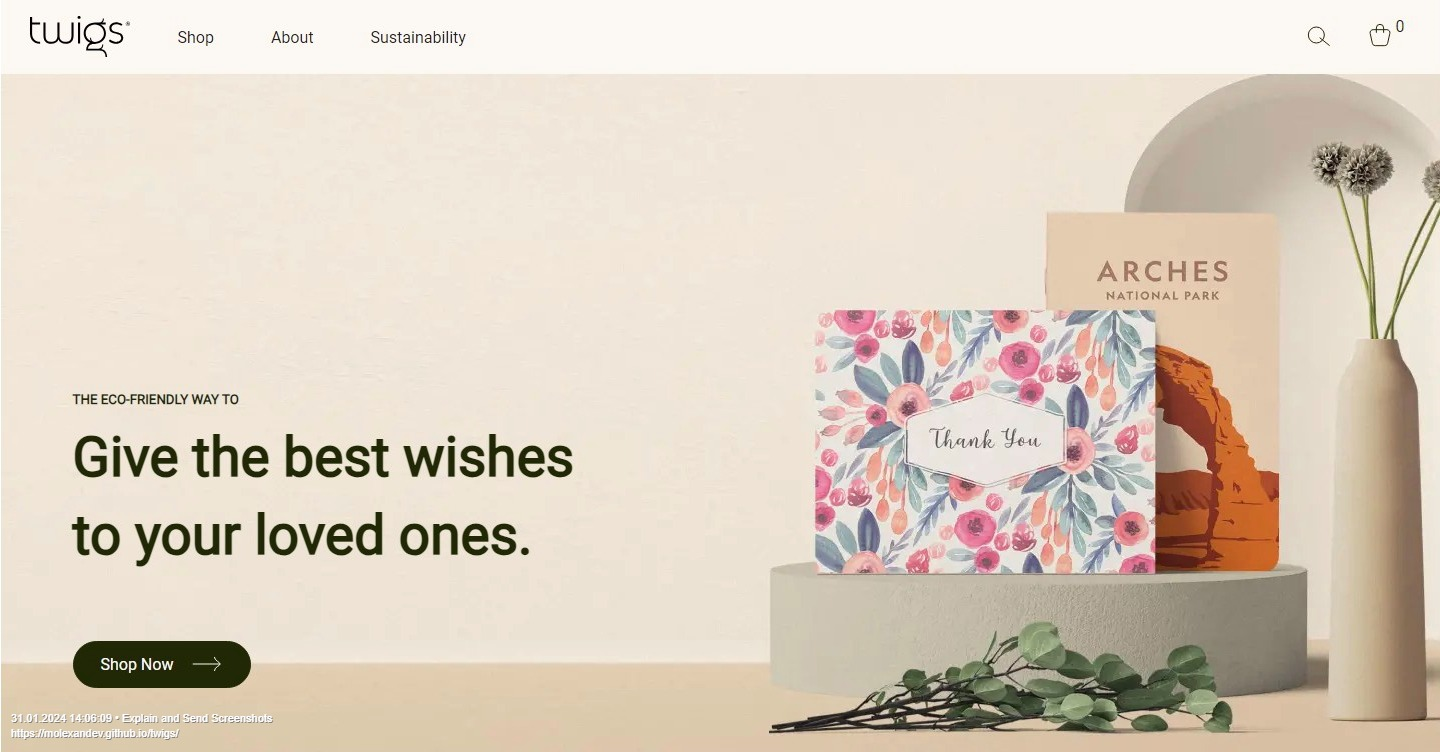 twigs®
Shop
About
Sustainability
0
ARCHES
NATIONAL PARK
THE ECO-FRIENDLY WAY TO
Give the best wishes
to your loved ones.
Thank You
Shop Now
31.01.2024 14:06:09 • Explain and Send Screenshots
https://molexandev.github.io/twigs/